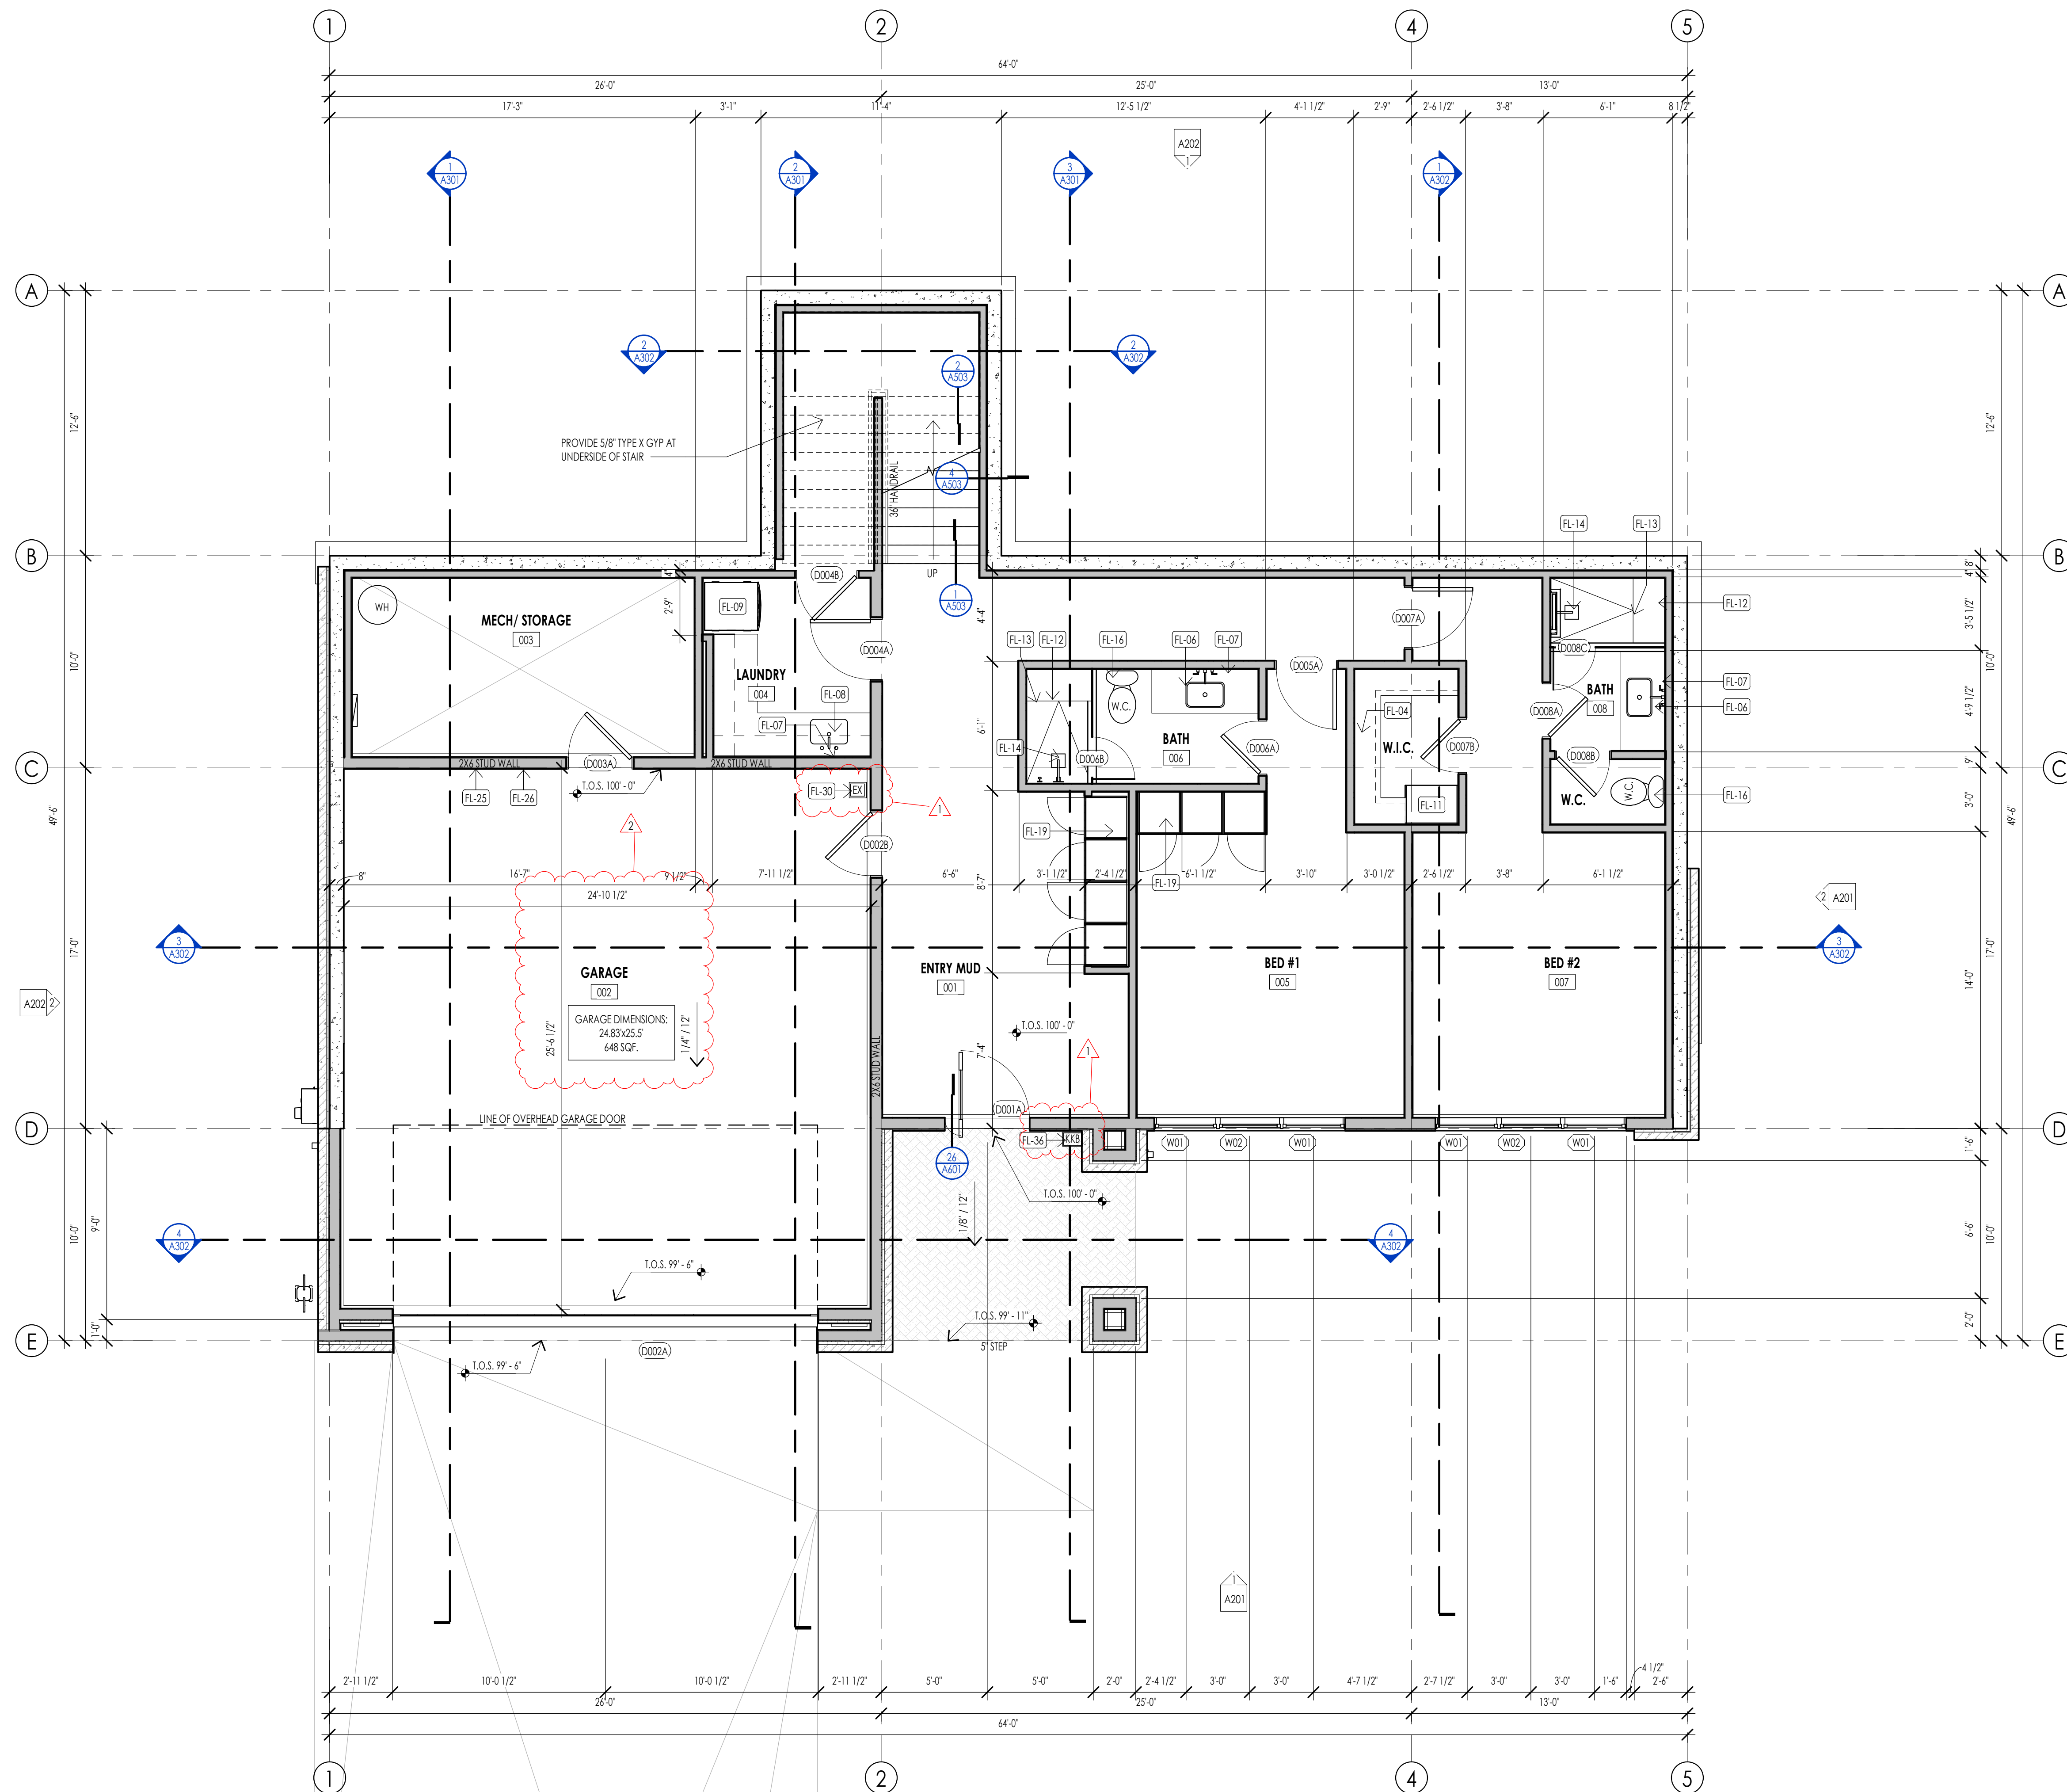 1
2
4
5
64'-0"
26'-0"
25'-0"
13'-0"
17'-3"
3'-1"
11'-4"
12'-5 1/2"
4'-1 1/2"
2'-9"
2'-6 1/2"
3'-8"
6'-1"
8 1/2"
A202
1
1
A301
2
A301
3
A301
1
A302
A
A
2
A302
2
A302
2
A503
12'-6"
12'-6"
PROVIDE 5/8" TYPE X GYP AT
UNDERSIDE OF STAIR
36" HANDRAIL
4
A503
FL-14
FL-13
B
B
UP
4"
D004B
8"
4"
WH
MECH/ STORAGE
003
2'-9"
FL-09
1
A503
FL-12
4'-4"
D007A
3'-5 1/2"
FL-13
FL-12
FL-16
FL-06
FL-07
D004A
D005A
D008C
10'-0"
10'-0"
LAUNDRY
004
FL-08
FL-07
W.C.
FL-04
BATH
008
FL-07
FL-06
D008A
4'-9 1/2"
6'-1"
FL-14
D006B
BATH
006
D006A
W.I.C.
D007B
D008B
9"
C
C
2X6 STUD WALL
D003A
2X6 STUD WALL
T.O.S. 100' - 0"
FL-25
FL-26
FL-30
EX
1
FL-11
W.C.
W.C.
FL-16
3'-0"
49'-6"
49'-6"
2
FL-19
D002B
8"
16'-7"
9 1/2"
7'-11 1/2"
6'-6"
8'-7"
3'-1 1/2"
2'-4 1/2"
6'-1 1/2"
FL-19
3'-10"
3'-0 1/2"
2'-6 1/2"
3'-8"
6'-1 1/2"
24'-10 1/2"
2
A201
3
A302
3
A302
17'-0"
17'-0"
14'-0"
GARAGE
002
ENTRY MUD
001
BED #1
005
BED #2
007
A202
2
GARAGE DIMENSIONS:
24.83'x25.5'
648 SQF.
25'-6 1/2"
1/4" / 12"
T.O.S. 100' - 0"
7'-4"
1
2X6 STUD WALL
LINE OF OVERHEAD GARAGE DOOR
D001A
D
D
FL-36
KKB
W01
W02
W01
W01
W02
W01
1'-6"
26
A601
T.O.S. 100' - 0"
1/8" / 12"
10'-0"
9'-0"
6'-6"
10'-0"
4
A302
4
A302
T.O.S. 99' - 6"
T.O.S. 99' - 11"
5" STEP
1'-0"
2'-0"
E
E
D002A
T.O.S. 99' - 6"
1
A201
2'-11 1/2"
10'-0 1/2"
10'-0 1/2"
2'-11 1/2"
5'-0"
5'-0"
2'-0"
2'-4 1/2"
3'-0"
3'-0"
4'-7 1/2"
2'-7 1/2"
3'-0"
3'-0"
1'-6"
4 1/2"
2'-6"
26'-0"
25'-0"
13'-0"
64'-0"
1
2
4
5